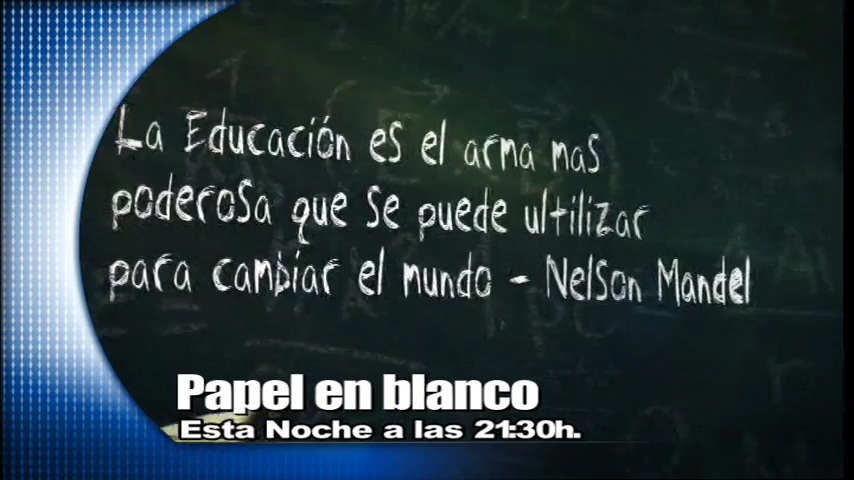 La Educación es el arma mas
poderosa que se puede ultilizar
para cambiar el mundo - Nelson Mandel
Papel en blanco
Esta Noche a las 21:30h.